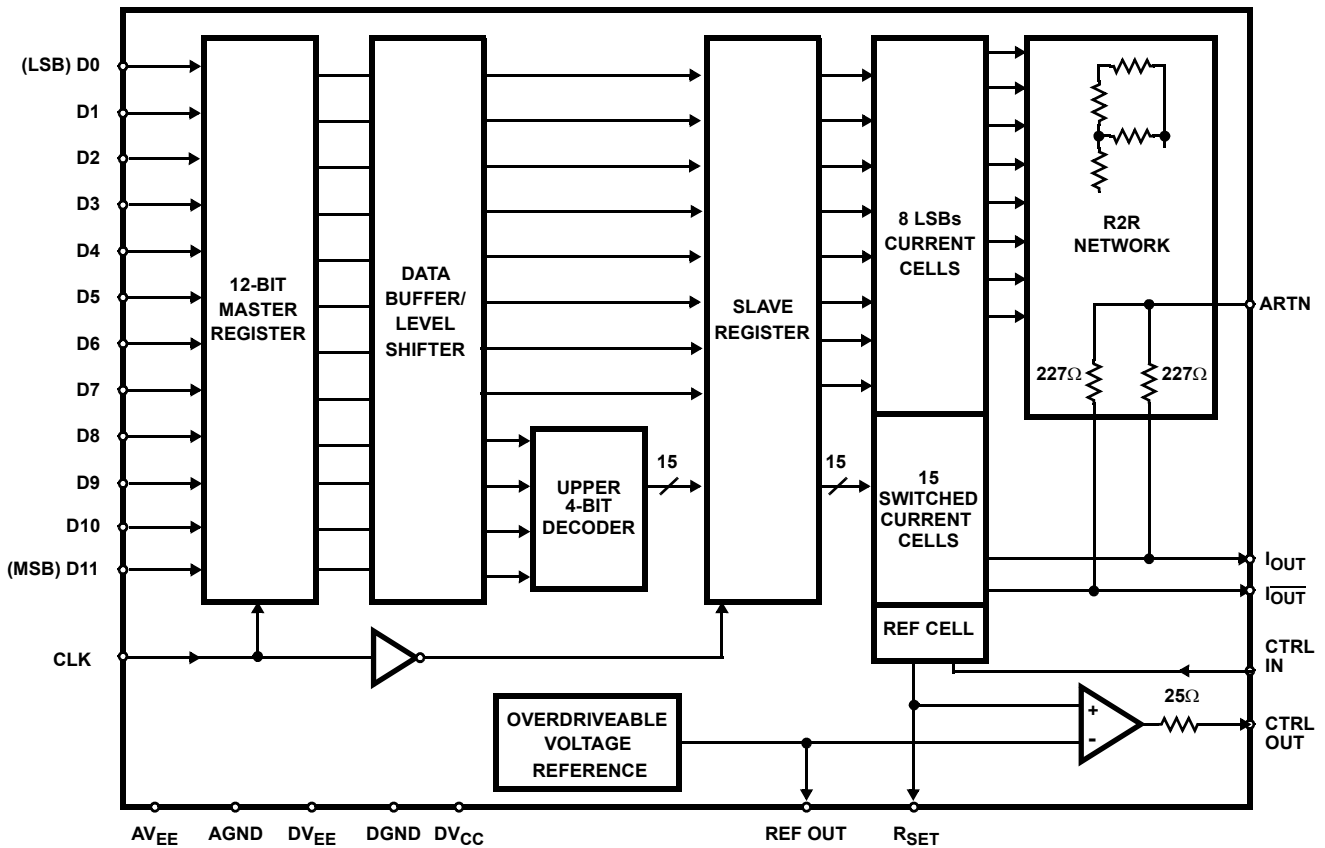 (LSB) D0
D1
D2
D3
D4
D5
D6
D7
D8
D9
D10
(MSB) D11
CLK
12-BIT
MASTER
REGISTER
DATA
BUFFER/
LEVEL
SHIFTER
UPPER
4-BIT
DECODER
15
SLAVE
REGISTER
15
8 LSBs
CURRENT
CELLS
15
SWITCHED
CURRENT
CELLS
REF CELL
R2R
NETWORK
227Ω
227Ω
ARTN
IOUT
IOUT
CTRL
IN
25Ω
CTRL
OUT
+
-
OVERDRIVEABLE
VOLTAGE
REFERENCE
AVEE
AGND
DVEE
DGND
DVCC
REF OUT
RSET